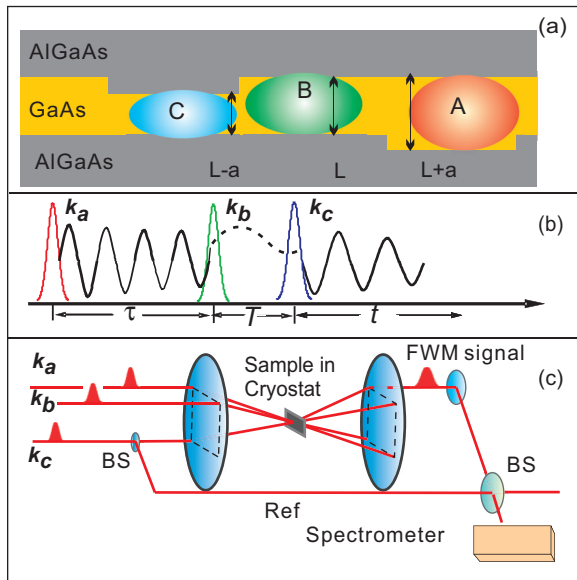 (a)
AlGaAs
GaAs
C
B
A
AlGaAs
L-a
L
L+a
(b)
k_a
k_b
k_c
τ
T
t
(c)
k_a
k_b
k_c
BS
Sample in
Cryostat
FWM signal
BS
Ref
Spectrometer